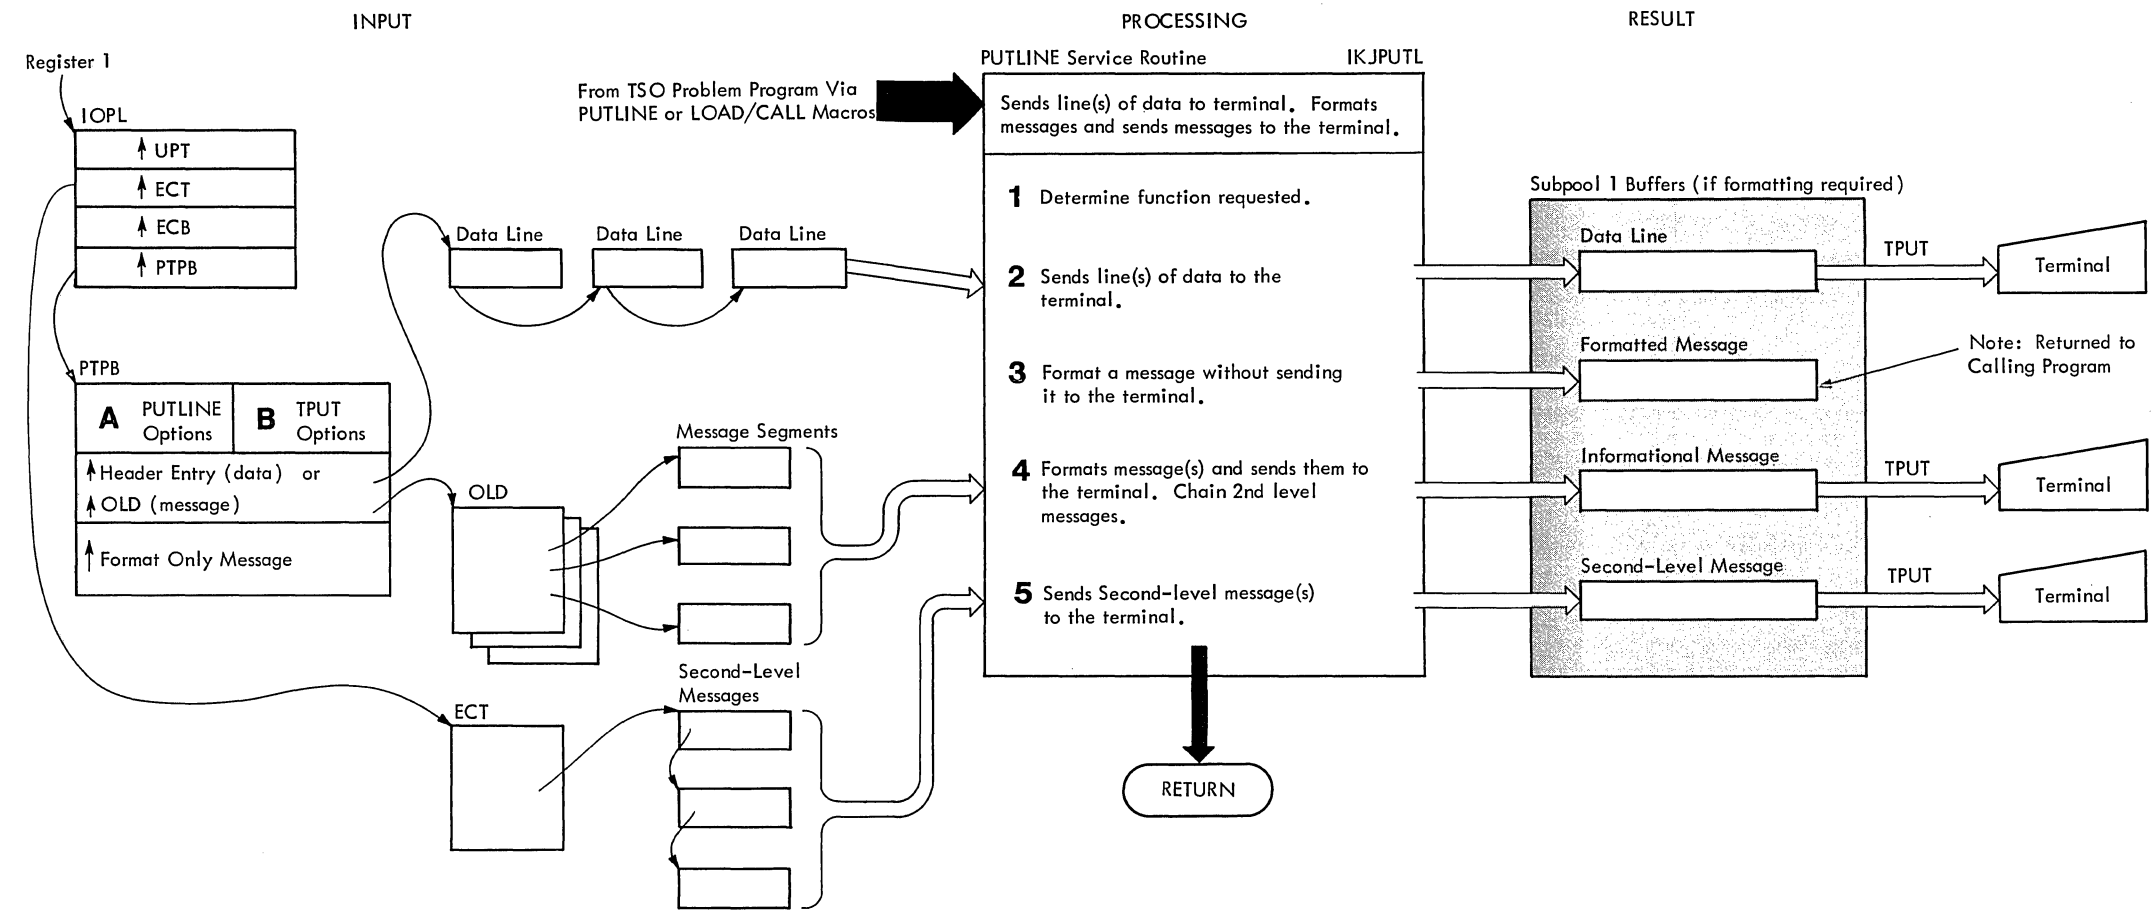 INPUT
PROCESSING
RESULT
Register 1
IOPL
↑ UPT
↑ ECT
↑ ECB
↑ PTPB
PTPB
A PUTLINE
Options
B TPUT
Options
↑ Header Entry (data) or
↑ OLD (message)
↑ Format Only Message
From TSO Problem Program Via
PUTLINE or LOAD/CALL Macros
Data Line
Data Line
Data Line
OLD
Message Segments
ECT
Second-Level
Messages
PUTLINE Service Routine
IKJPUTL
Sends line(s) of data to terminal. Formats
messages and sends messages to the terminal.
1 Determine function requested.
2 Sends line(s) of data to the
terminal.
3 Format a message without sending
it to the terminal.
4 Formats message(s) and sends them to
the terminal. Chain 2nd level
messages.
5 Sends Second-level message(s)
to the terminal.
RETURN
Subpool 1 Buffers (if formatting required)
Data Line
TPUT
Terminal
Formatted Message
Note: Returned to
Calling Program
Informational Message
TPUT
Terminal
Second-Level Message
TPUT
Terminal